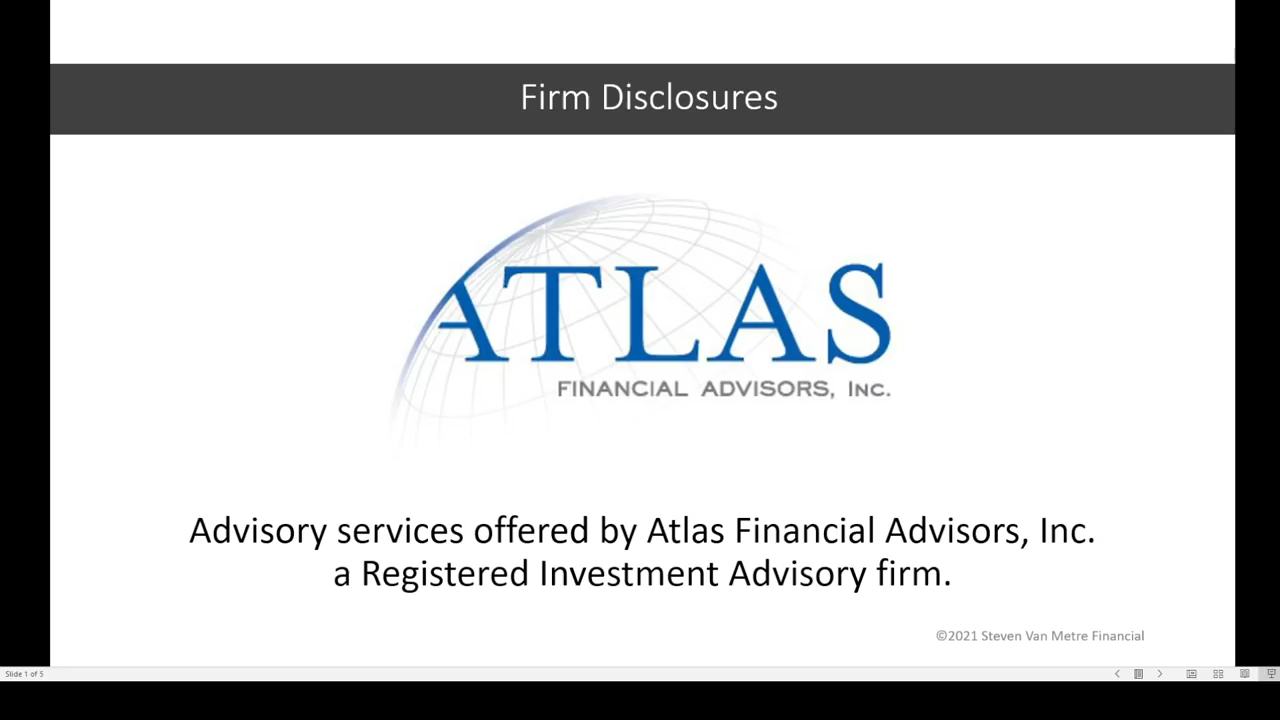 Firm Disclosures
ATLAS
FINANCIAL ADVISORS, INC.
Advisory services offered by Atlas Financial Advisors, Inc.
a Registered Investment Advisory firm.
©2021 Steven Van Metre Financial
Slide 1 of 5